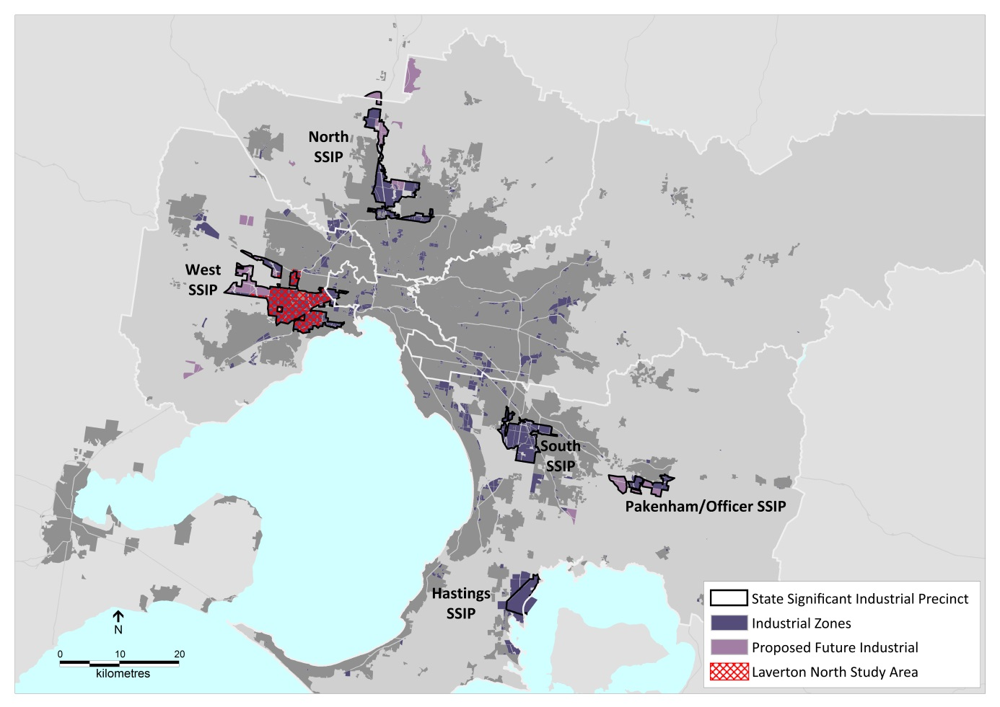 North
SSIP
West
SSIP
South
SSIP
Pakenham/Officer SSIP
Hastings
SSIP
N
0 10 20
kilometres
State Significant Industrial Precinct
Industrial Zones
Proposed Future Industrial
Laverton North Study Area